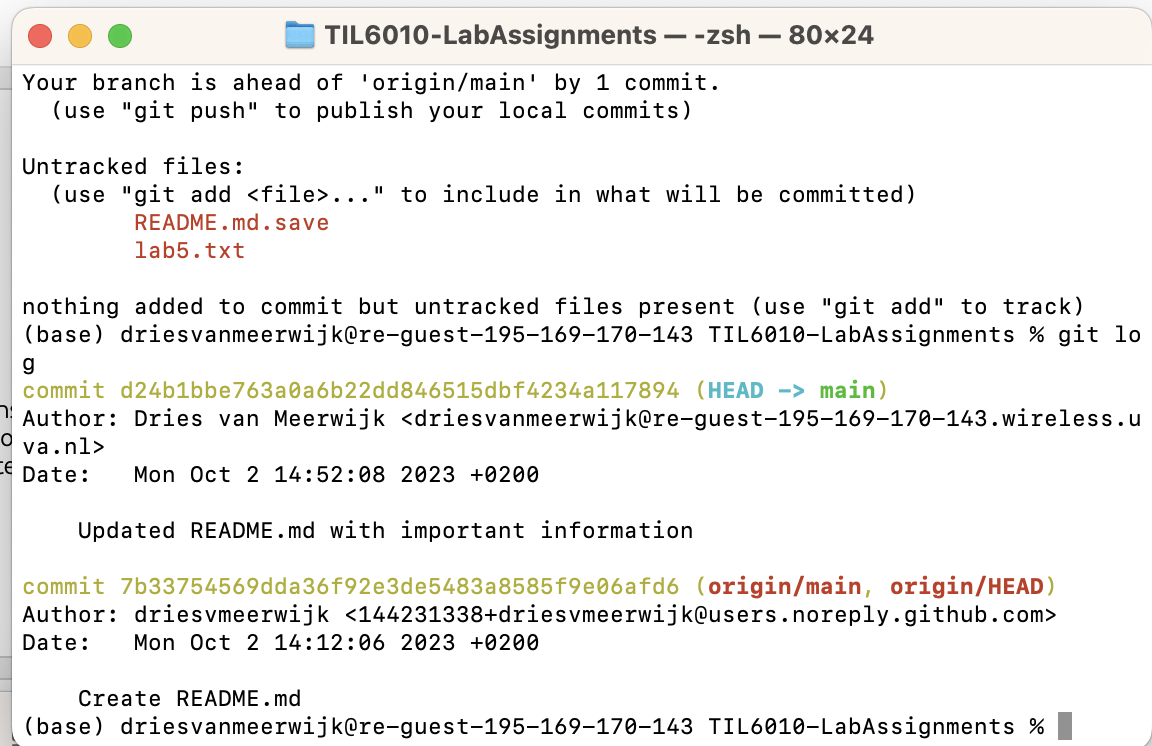 TIL6010-LabAssignments — -zsh — 80×24
Your branch is ahead of 'origin/main' by 1 commit.
  (use "git push" to publish your local commits)
Untracked files:
  (use "git add <file>..." to include in what will be committed)
        README.md.save
        lab5.txt
nothing added to commit but untracked files present (use "git add" to track)
(base) driesvanmeerwijk@re-guest-195-169-170-143 TIL6010-LabAssignments % git lo
g
commit d24b1bbe763a0a6b22dd846515dbf4234a117894 (HEAD -> main)
Author: Dries van Meerwijk <driesvanmeerwijk@re-guest-195-169-170-143.wireless.u
va.nl>
Date:   Mon Oct 2 14:52:08 2023 +0200
    Updated README.md with important information
commit 7b33754569dda36f92e3de5483a8585f9e06afd6 (origin/main, origin/HEAD)
Author: driesvmeerwijk <144231338+driesvmeerwijk@users.noreply.github.com>
Date:   Mon Oct 2 14:12:06 2023 +0200
    Create README.md
(base) driesvanmeerwijk@re-guest-195-169-170-143 TIL6010-LabAssignments %